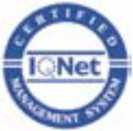 CERTIFIED
IQNet
MANAGEMENT SYSTEM